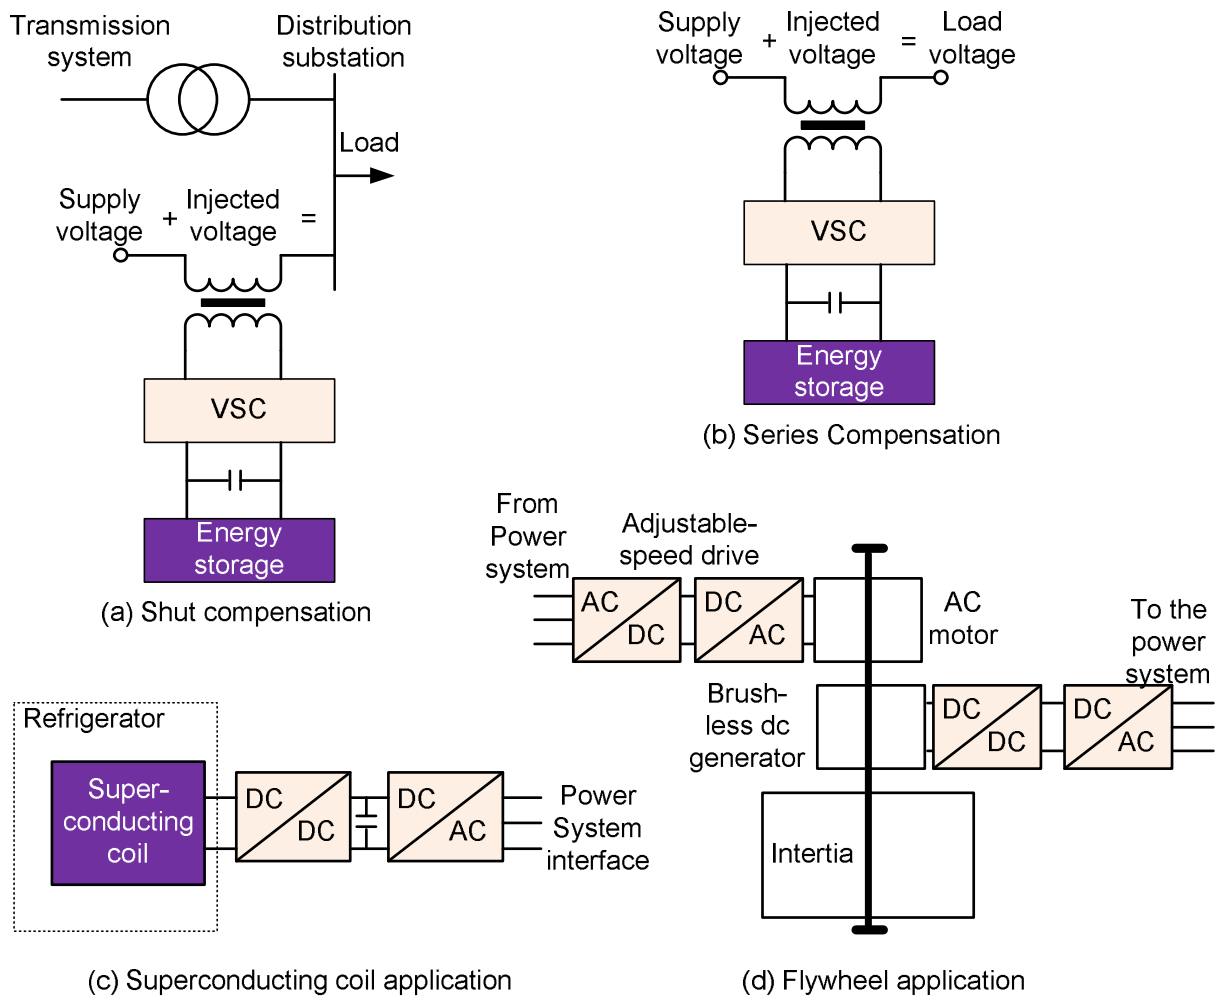 Transmission
system
Distribution
substation
Load
Supply
voltage
+
Injected
voltage
=
VSC
Energy
storage
(a) Shut compensation
Supply
voltage
+
Injected
voltage
=
Load
voltage
VSC
Energy
storage
(b) Series Compensation
Refrigerator
Super-
conducting
coil
DC
DC
DC
AC
Power
System
interface
(c) Superconducting coil application
From
Power
system
Adjustable-
speed drive
AC
DC
DC
AC
AC
motor
Brush-
less dc
generator
DC
DC
DC
AC
To the
power
system
Intertia
(d) Flywheel application